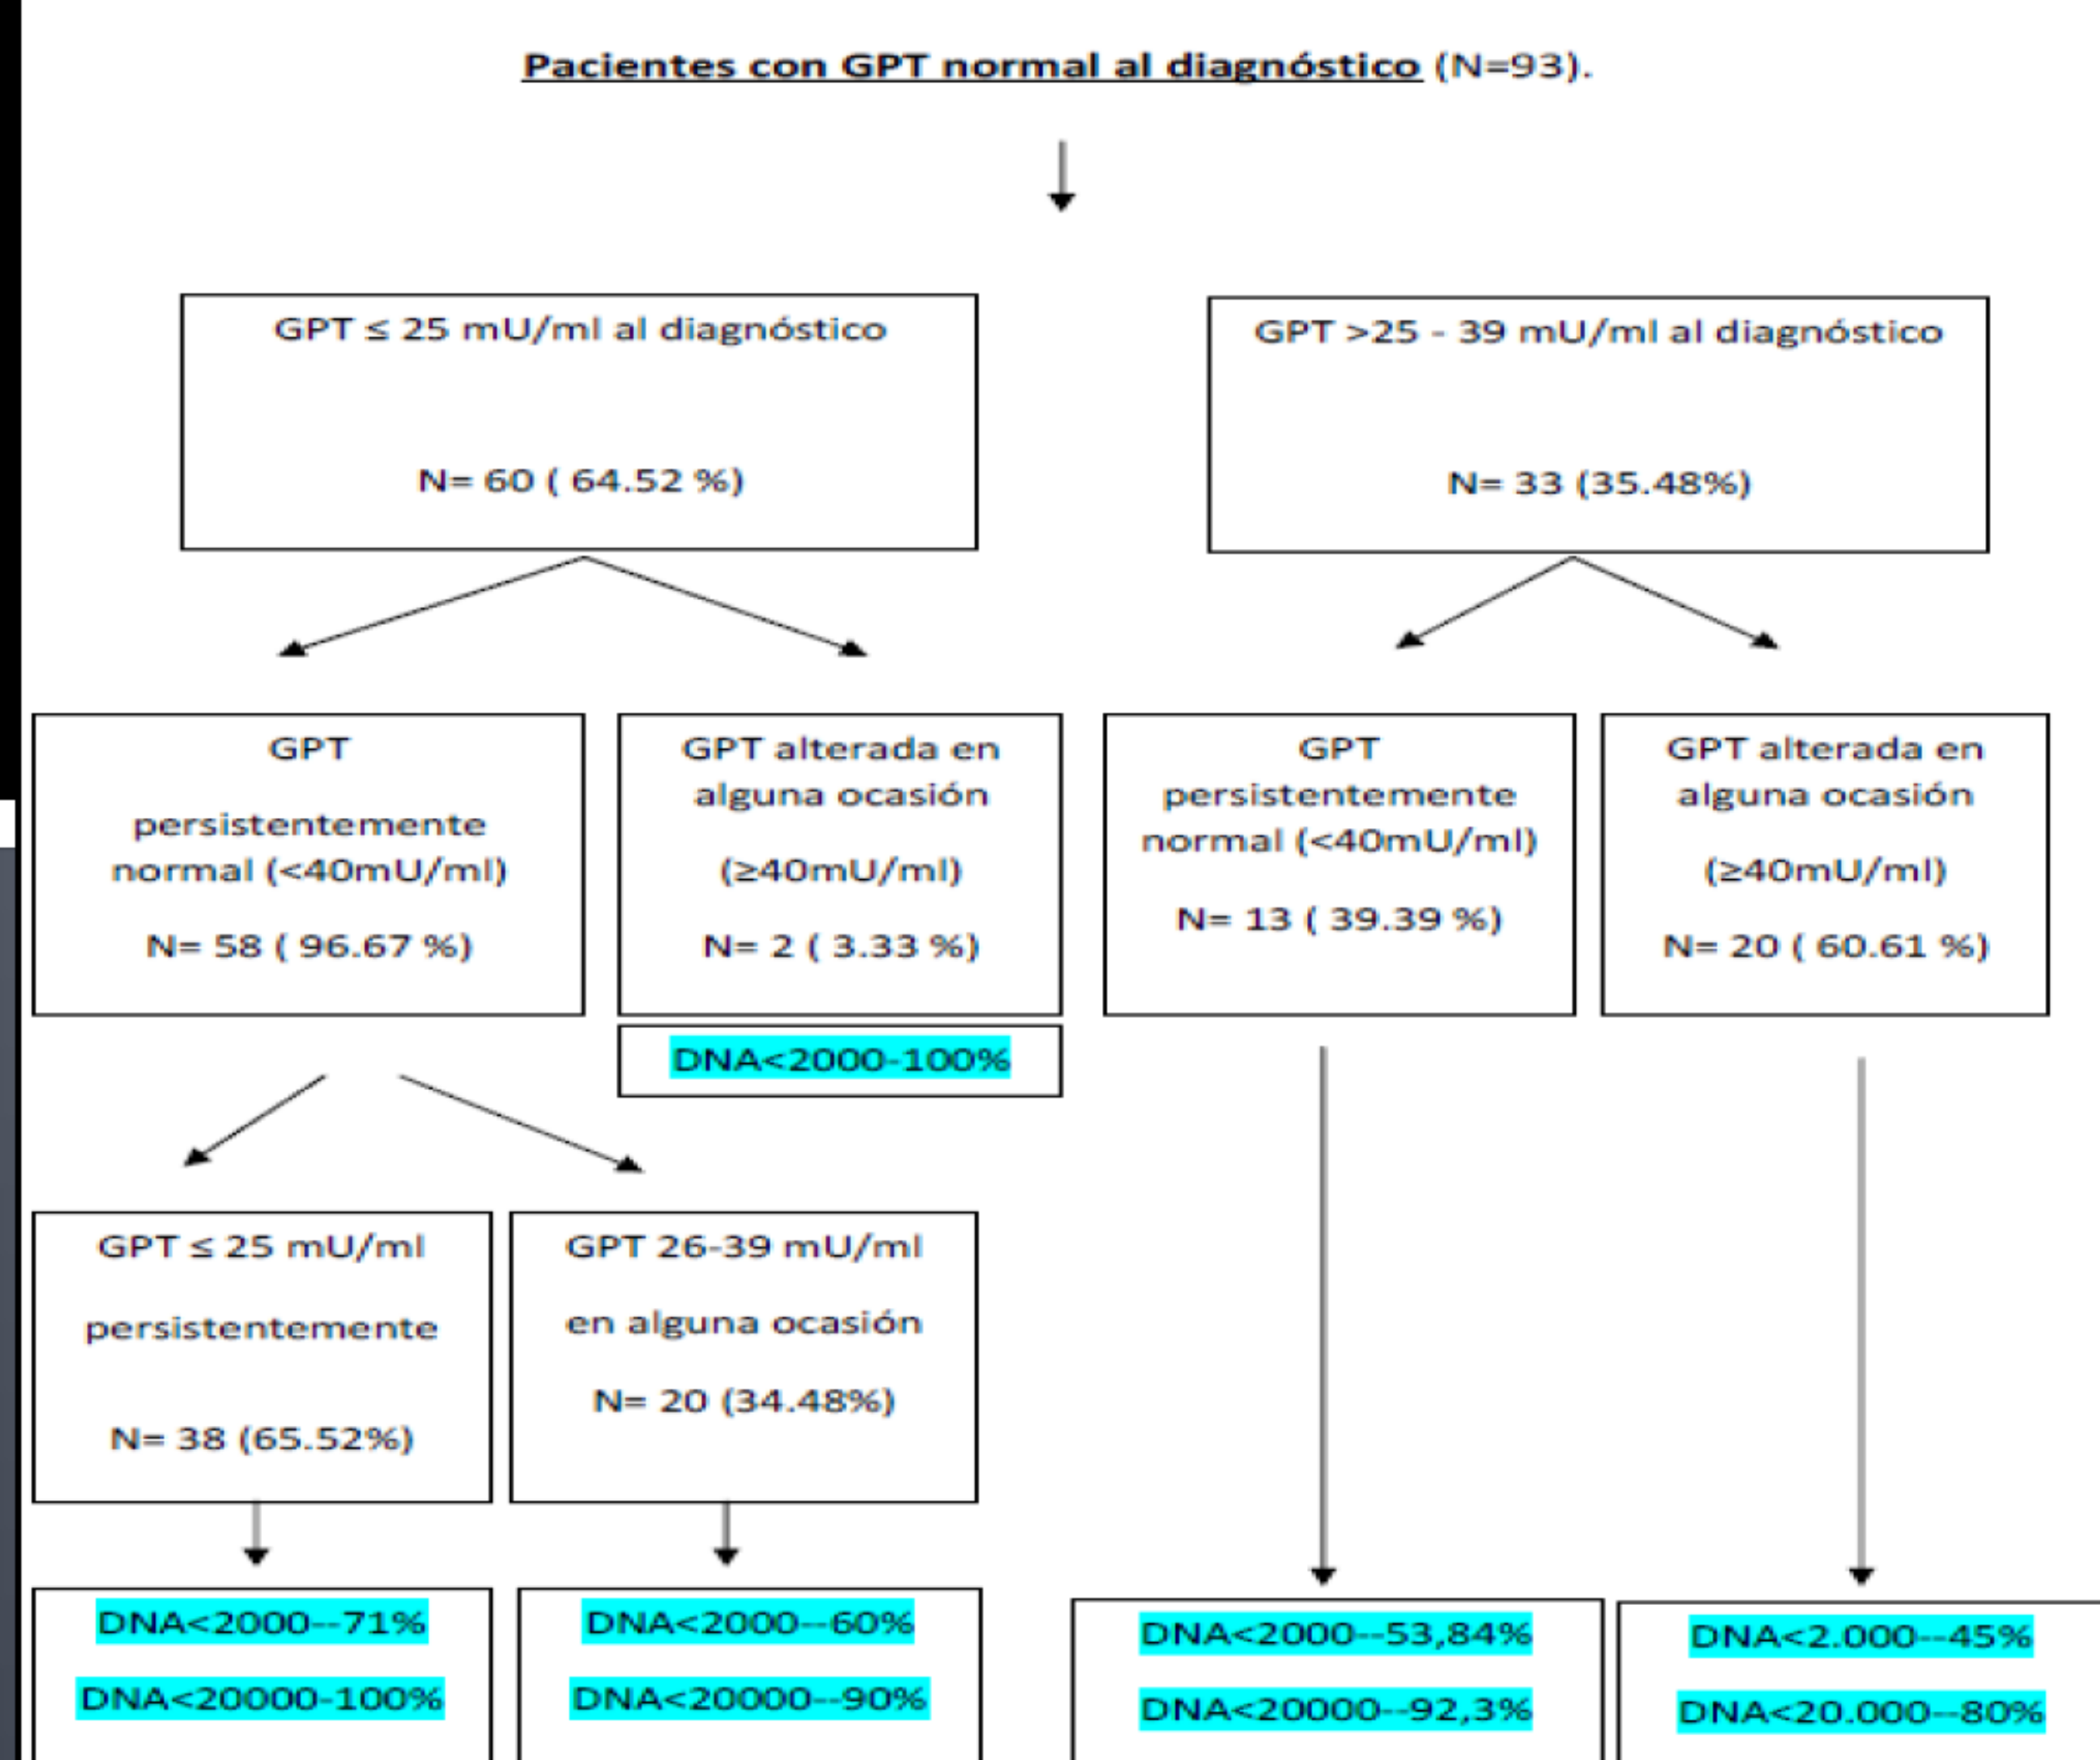 Pacientes con GPT normal al diagnóstico (N=93).
GPT ≤ 25 mU/ml al diagnóstico
N= 60 ( 64.52 %)
GPT >25 - 39 mU/ml al diagnóstico
N= 33 (35.48%)
GPT
persistentemente
normal (<40mU/ml)
N= 58 ( 96.67 %)
GPT alterada en
alguna ocasión
(≥40mU/ml)
N= 2 ( 3.33 %)
DNA<2000-100%
GPT
persistentemente
normal (<40mU/ml)
N= 13 ( 39.39 %)
GPT alterada en
alguna ocasión
(≥40mU/ml)
N= 20 ( 60.61 %)
GPT ≤ 25 mU/ml
persistentemente
N= 38 (65.52%)
GPT 26-39 mU/ml
en alguna ocasión
N= 20 (34.48%)
DNA<2000--71%
DNA<20000-100%
DNA<2000--60%
DNA<20000--90%
DNA<2000--53,84%
DNA<20000--92,3%
DNA<2.000--45%
DNA<20.000--80%